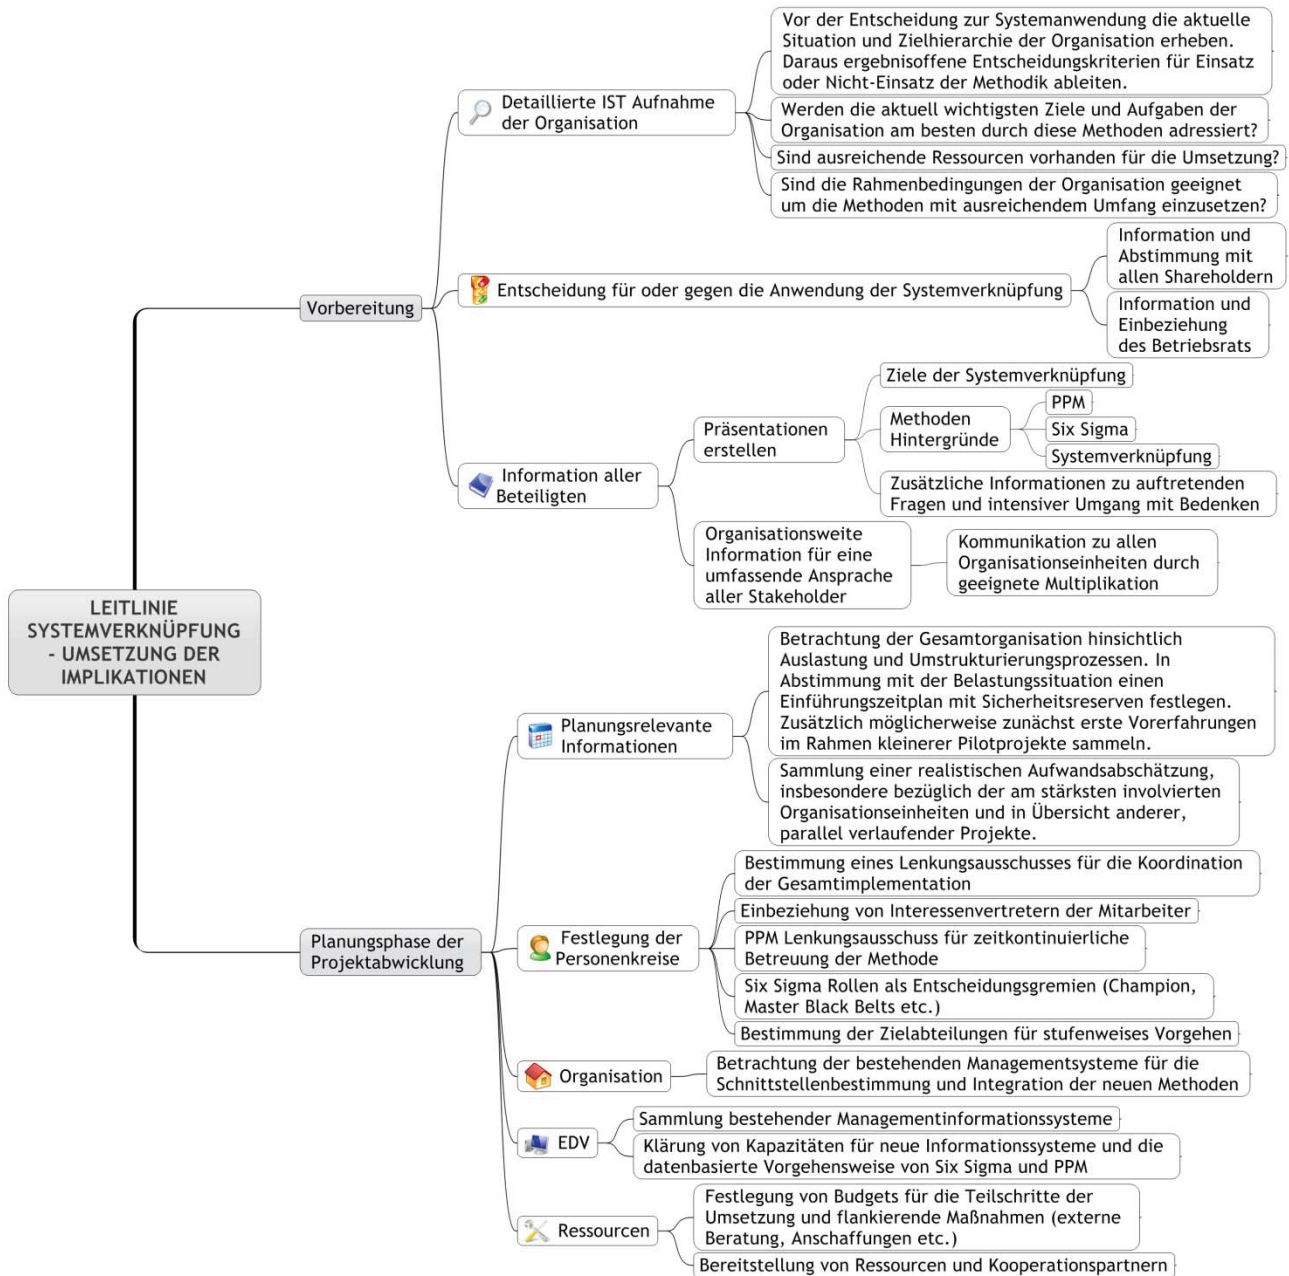 LEITLINIE
SYSTEMVERKNÜPFUNG
- UMSETZUNG DER
IMPLIKATIONEN
Vorbereitung
Detaillierte IST Aufnahme
der Organisation
Vor der Entscheidung zur Systemanwendung die aktuelle
Situation und Zielhierarchie der Organisation erheben.
Daraus ergebnisoffene Entscheidungskriterien für Einsatz
oder Nicht-Einsatz der Methodik ableiten.
Werden die aktuell wichtigsten Ziele und Aufgaben der
Organisation am besten durch diese Methoden adressiert?
Sind ausreichende Ressourcen vorhanden für die Umsetzung?
Sind die Rahmenbedingungen der Organisation geeignet
um die Methoden mit ausreichendem Umfang einzusetzen?
Entscheidung für oder gegen die Anwendung der Systemverknüpfung
Information und
Abstimmung mit
allen Shareholdern
Information und
Einbeziehung
des Betriebsrats
Information aller
Beteiligten
Präsentationen
erstellen
Ziele der Systemverknüpfung
Methoden
Hintergründe
PPM
Six Sigma
Systemverknüpfung
Zusätzliche Informationen zu auftretenden
Fragen und intensiver Umgang mit Bedenken
Organisationsweite
Information für eine
umfassende Ansprache
aller Stakeholder
Kommunikation zu allen
Organisationseinheiten durch
geeignete Multiplikation
Planungsphase der
Projektabwicklung
Planungsrelevante
Informationen
Betrachtung der Gesamtorganisation hinsichtlich
Auslastung und Umstrukturierungsprozessen. In
Abstimmung mit der Belastungssituation einen
Einführungszeitplan mit Sicherheitsreserven festlegen.
Zusätzlich möglicherweise zunächst erste Vorerfahrungen
im Rahmen kleinerer Pilotprojekte sammeln.
Sammlung einer realistischen Aufwandsabschätzung,
insbesondere bezüglich der am stärksten involvierten
Organisationseinheiten und in Übersicht anderer,
parallel verlaufender Projekte.
Festlegung der
Personenkreise
Bestimmung eines Lenkungsausschusses für die Koordination
der Gesamtimplementation
Einbeziehung von Interessenvertretern der Mitarbeiter
PPM Lenkungsausschuss für zeitkontinuierliche
Betreuung der Methode
Six Sigma Rollen als Entscheidungsgremien (Champion,
Master Black Belts etc.)
Bestimmung der Zielabteilungen für stufenweises Vorgehen
Organisation
Betrachtung der bestehenden Managementsysteme für die
Schnittstellenbestimmung und Integration der neuen Methoden
EDV
Sammlung bestehender Managementinformationssysteme
Klärung von Kapazitäten für neue Informationssysteme und die
datenbasierte Vorgehensweise von Six Sigma und PPM
Ressourcen
Festlegung von Budgets für die Teilschritte der
Umsetzung und flankierende Maßnahmen (externe
Beratung, Anschaffungen etc.)
Bereitstellung von Ressourcen und Kooperationspartnern